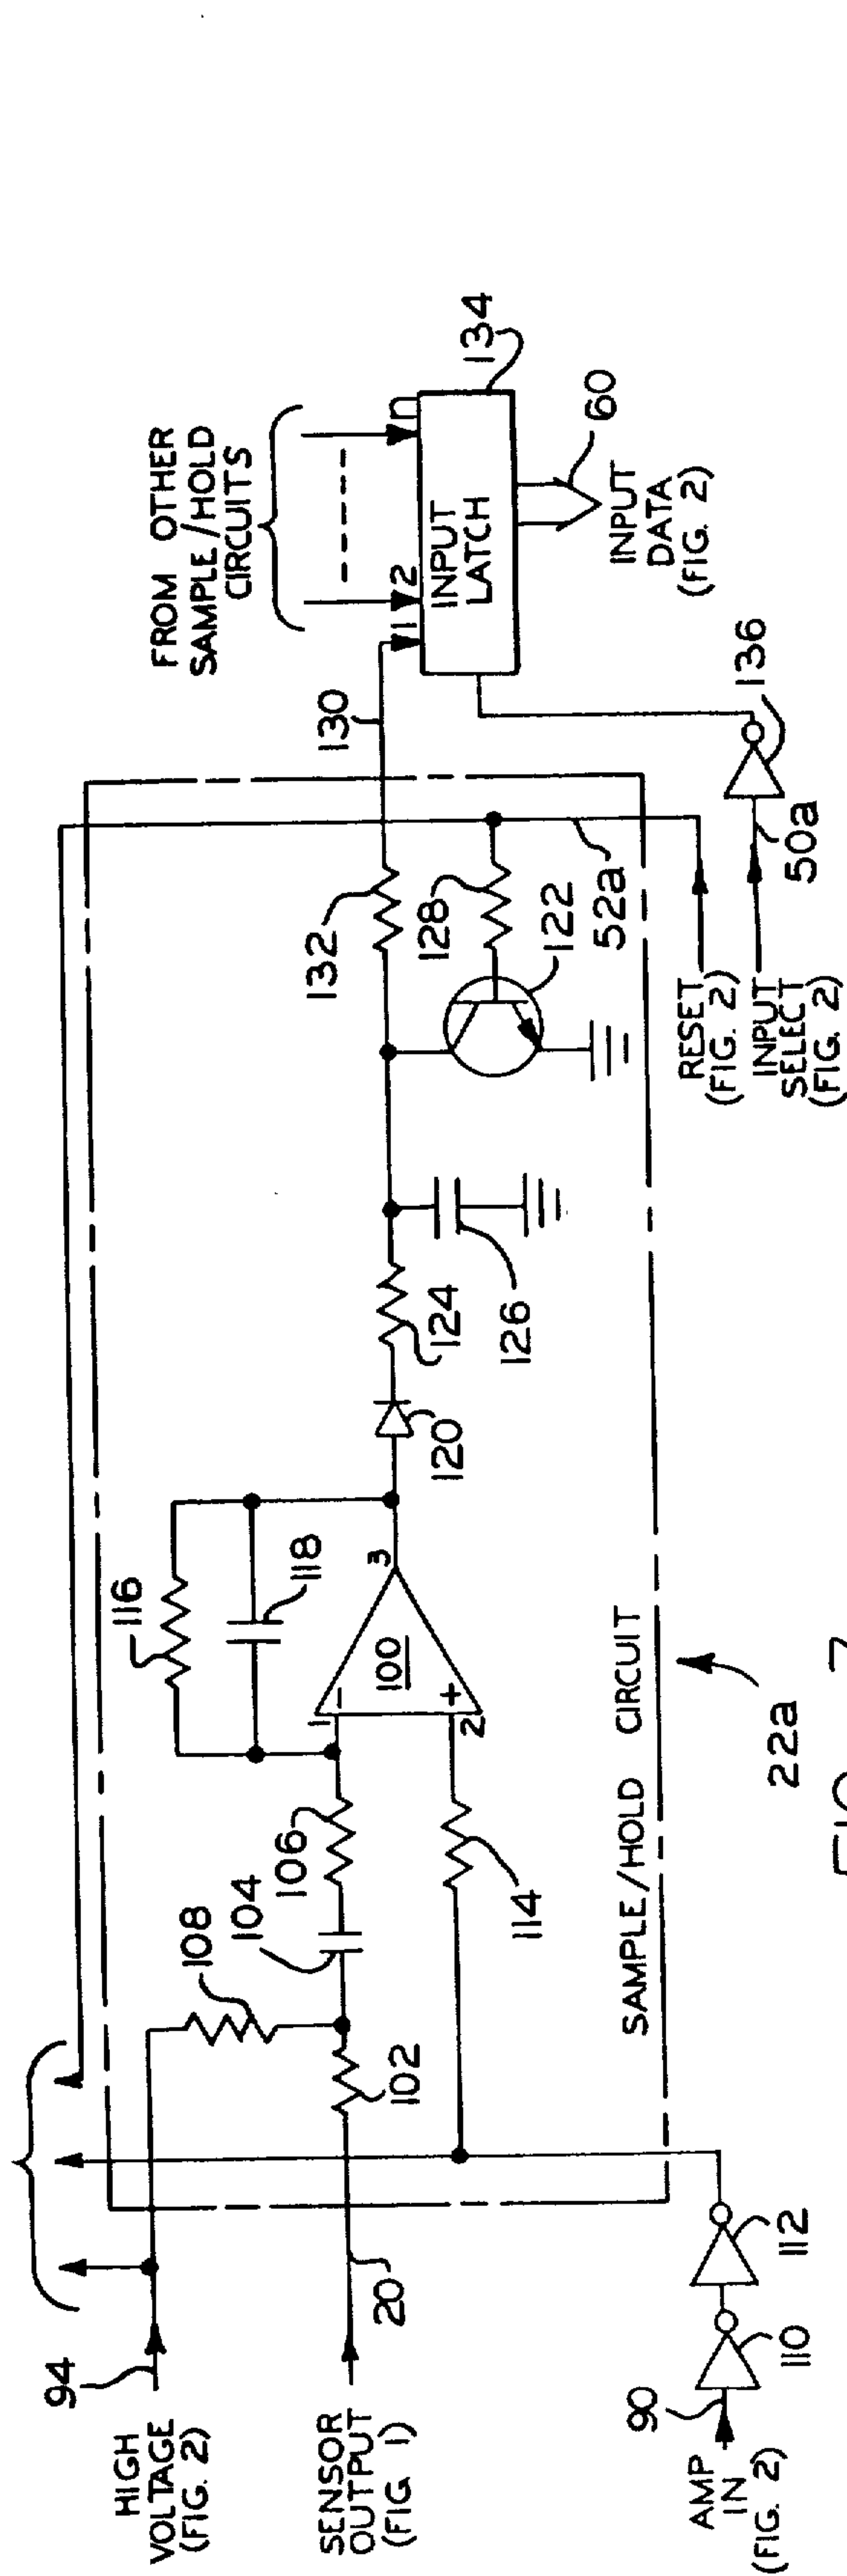 HIGH
VOLTAGE
(FIG. 2)
94
SENSOR
OUTPUT
(FIG 1)
20
AMP
IN
(FIG. 2)
90
110
112
102
108
104
106
114
116
118
1
-
2
+
100
3
120
124
126
122
128
132
52a
130
SAMPLE/HOLD CIRCUIT
22a
RESET
(FIG. 2)
INPUT
SELECT
(FIG. 2)
50a
136
FROM OTHER
SAMPLE/HOLD
CIRCUITS
1
2
n
INPUT
LATCH
134
60
INPUT
DATA
(FIG. 2)